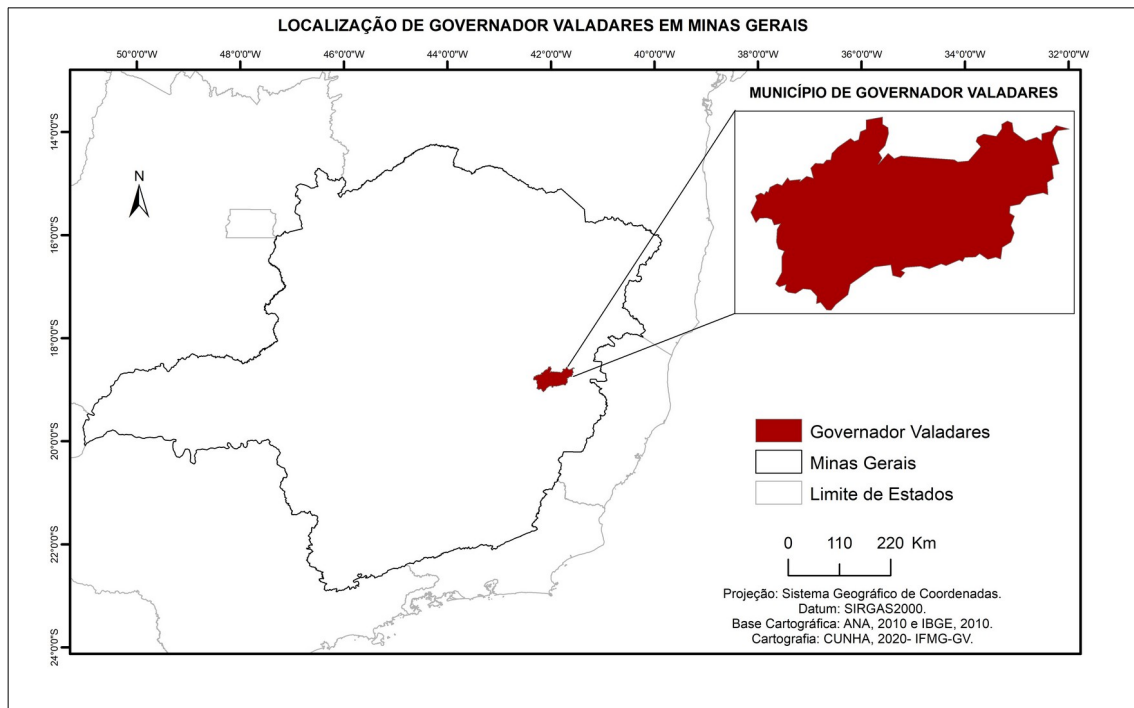 LOCALIZAÇÃO DE GOVERNADOR VALADARES EM MINAS GERAIS
50°0'0"W 48°0'0"W 46°0'0"W 44°0'0"W 42°0'0"W 40°0'0"W 38°0'0"W 36°0'0"W 34°0'0"W 32°0'0"W
MUNICÍPIO DE GOVERNADOR VALADARES
14°0'0"S
N
16°0'0"S
18°0'0"S
20°0'0"S
22°0'0"S
24°0'0"S
Governador Valadares
Minas Gerais
Limite de Estados
0 110 220 Km
Projeção: Sistema Geográfico de Coordenadas.
Datum: SIRGAS2000.
Base Cartográfica: ANA, 2010 e IBGE, 2010.
Cartografia: CUNHA, 2020- IFMG-GV.